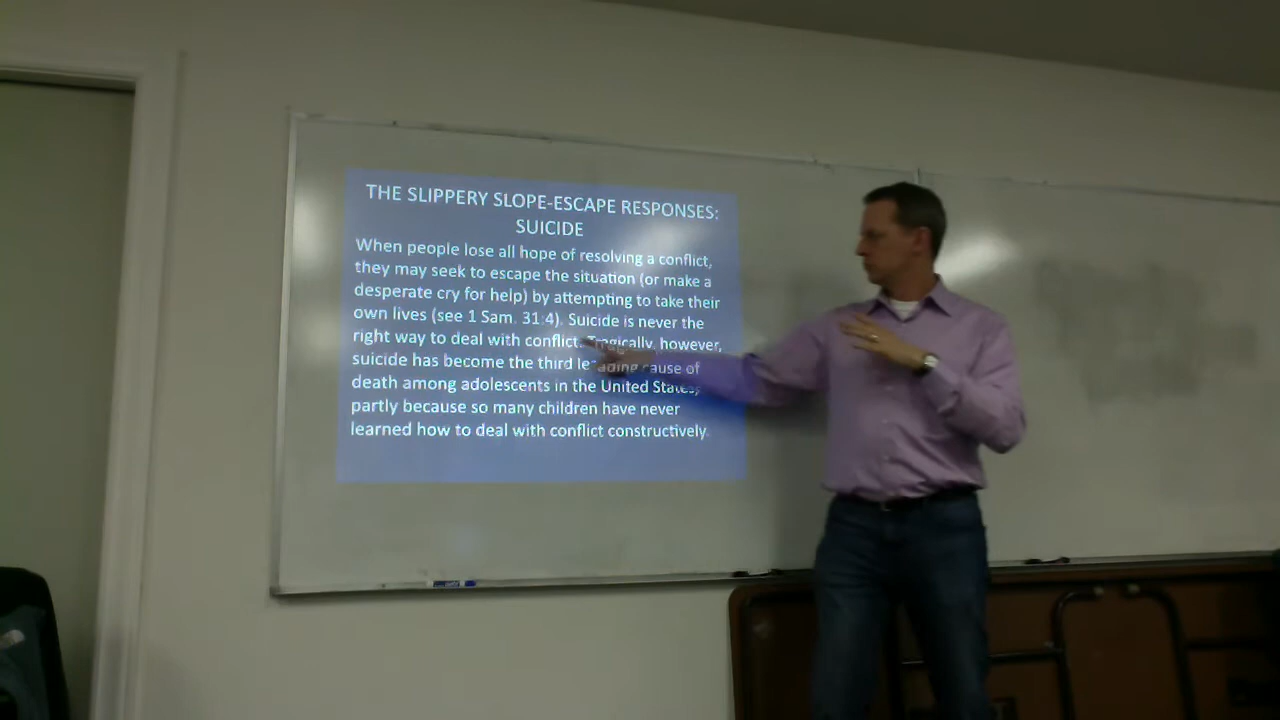 THE SLIPPERY SLOPE-ESCAPE RESPONSES:
SUICIDE
When people lose all hope of resolving a conflict,
they may seek to escape the situation (or make a
desperate cry for help) by attempting to take their
own lives (see 1 Sam. 31:4). Suicide is never the
right way to deal with conflict. Tragically, however,
suicide has become the third leading cause of
death among adolescents in the United States,
partly because so many children have never
learned how to deal with conflict constructively.